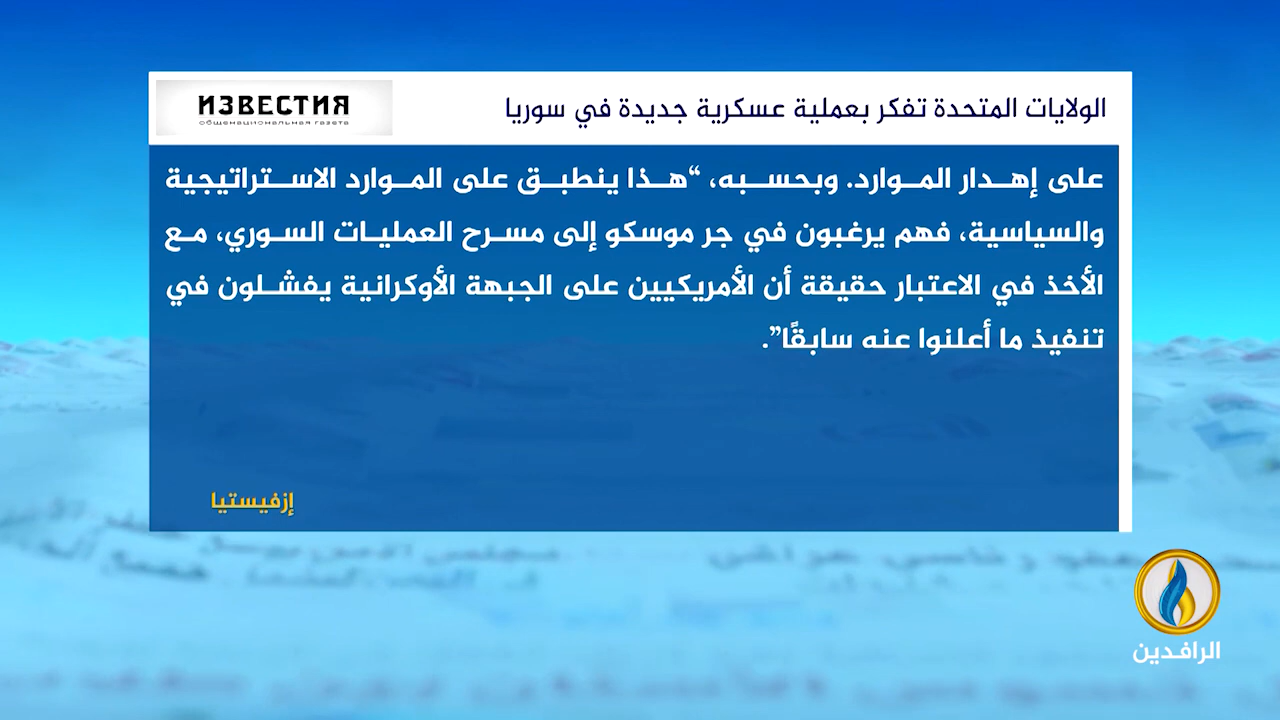 ИЗВЕСТИЯ
общенациональная газета
الولايات المتحدة تفكر بعملية عسكرية جديدة في سوريا
على إهدار الموارد. وبحسبه، “هذا ينطبق على الموارد الاستراتيجية
والسياسية، فهم يرغبون في جر موسكو إلى مسرح العمليات السوري، مع
الأخذ في الاعتبار حقيقة أن الأمريكيين على الجبهة الأوكرانية يفشلون في
تنفيذ ما أعلنوا عنه سابقًا”.
إزفيستيا
الرافدين